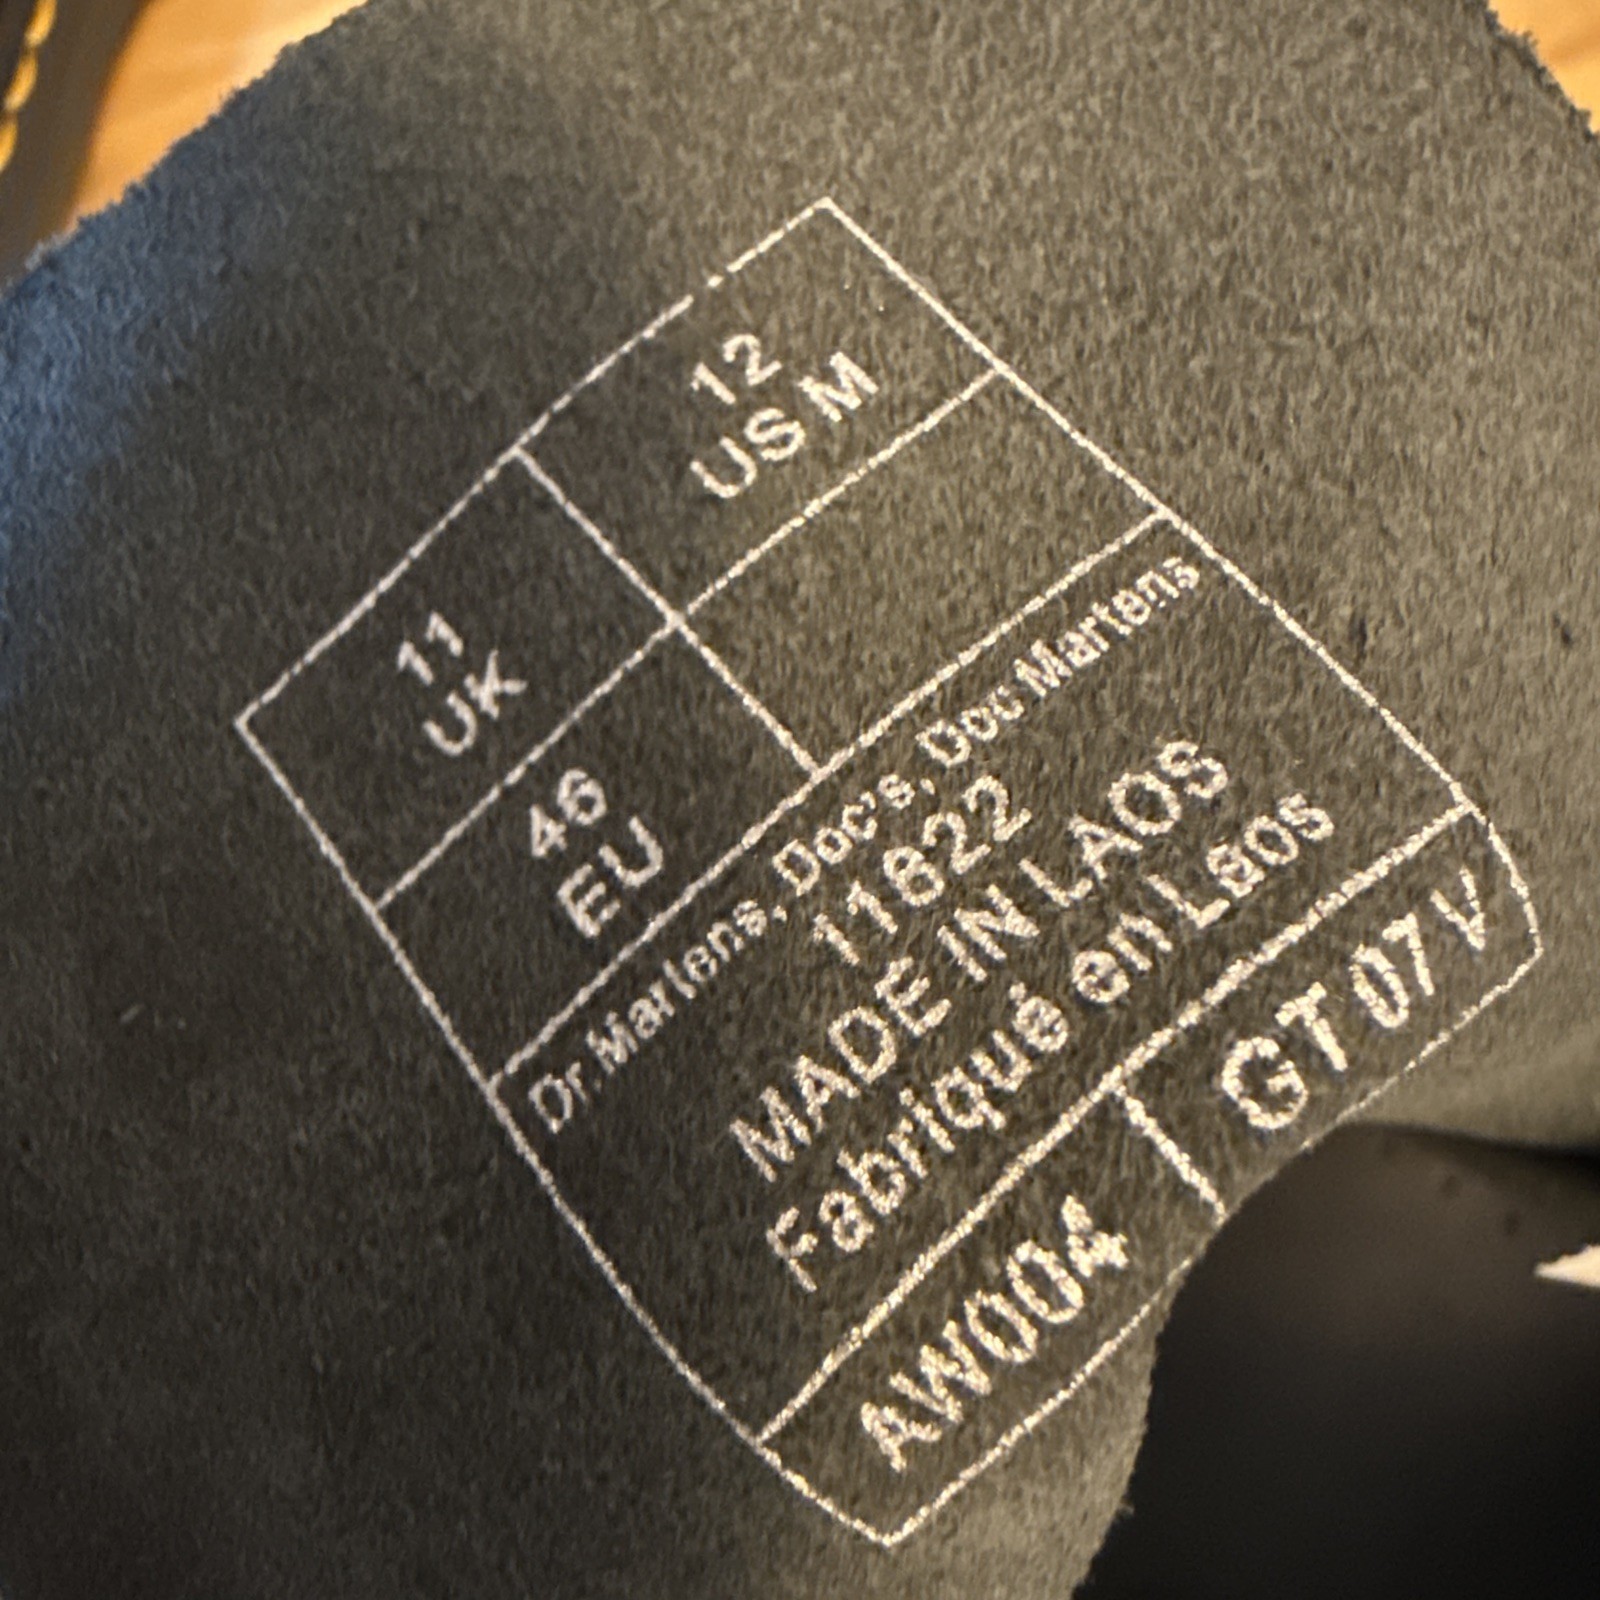 11
UK
12
US M
46
EU
Dr. Martens, Doc's, Doc Martens
11822
MADE IN LAOS
Fabriqué en Laos
AW004
GT 07 V